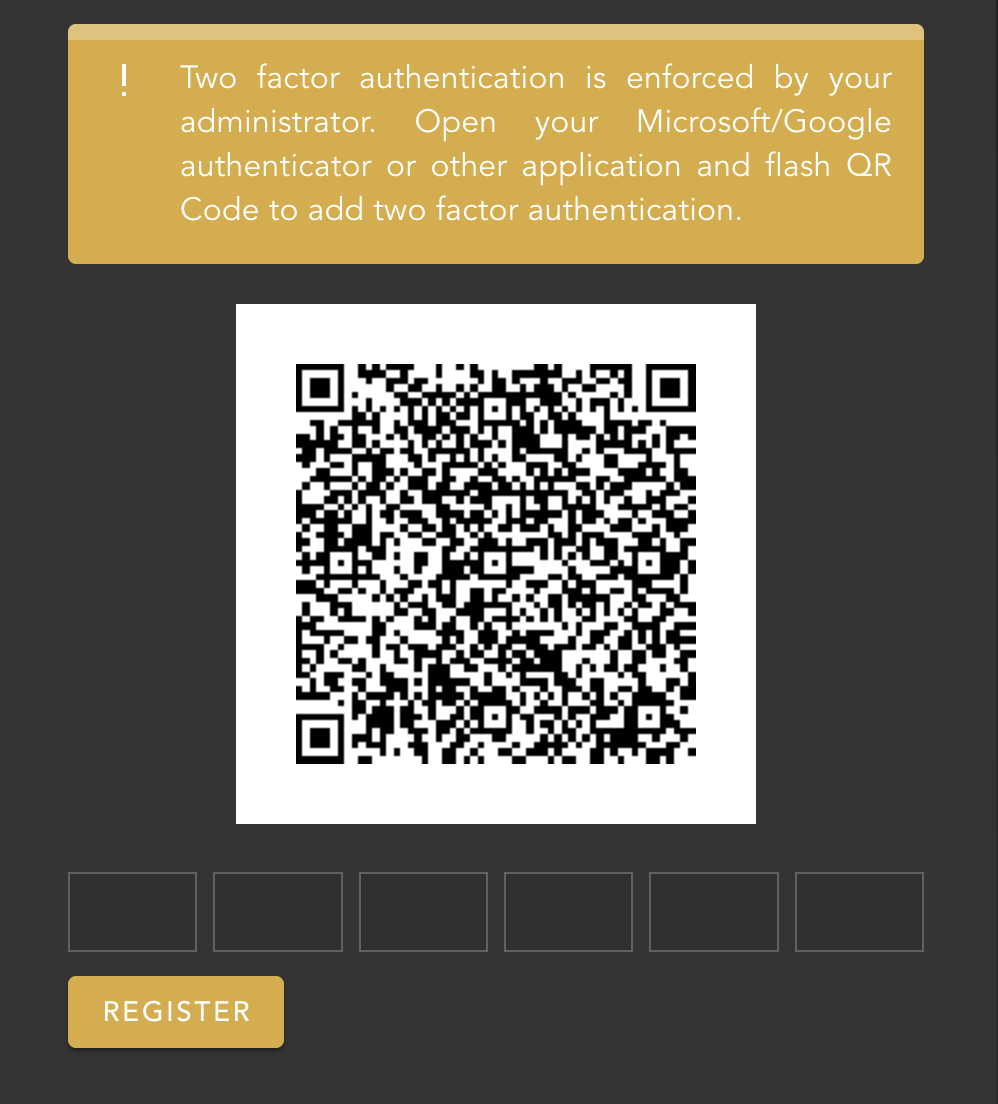 !
Two factor authentication is enforced by your
administrator. Open your Microsoft/Google
authenticator or other application and flash QR
Code to add two factor authentication.
REGISTER